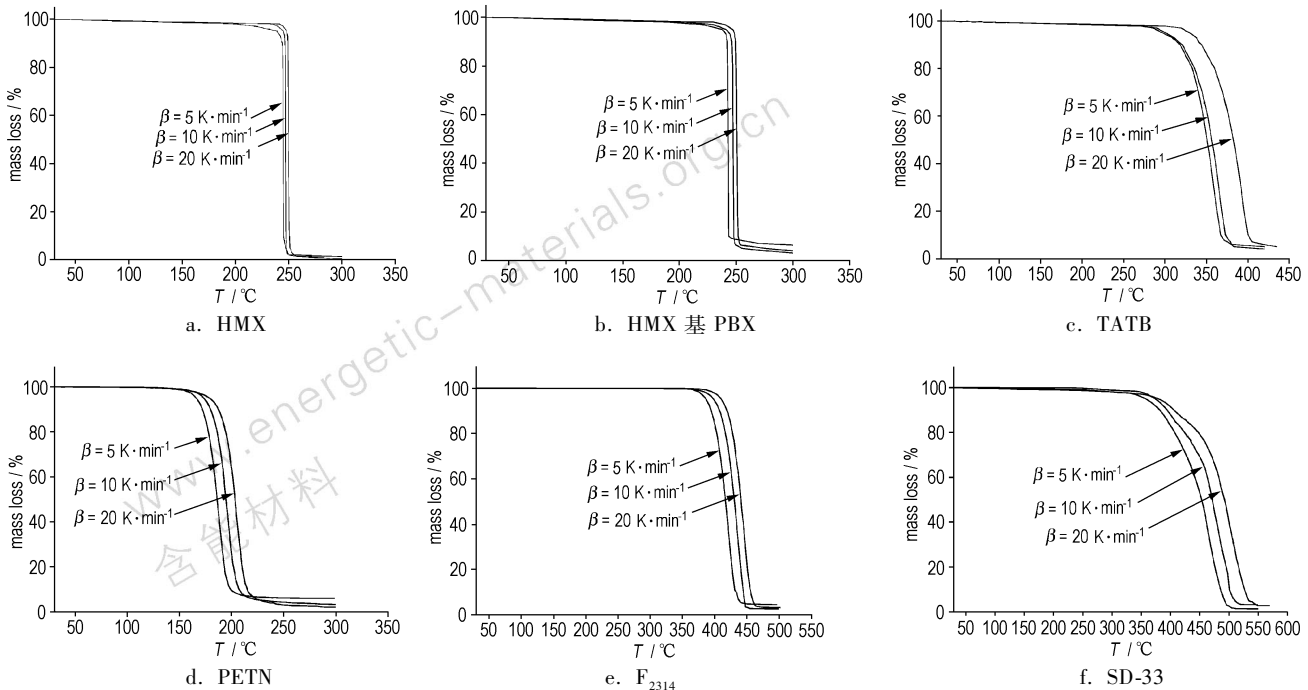 100
80
60
40
20
0
mass loss / %
β = 5 K·min⁻¹
β = 10 K·min⁻¹
β = 20 K·min⁻¹
50 100 150 200 250 300 350
T / °C
a. HMX
100
80
60
40
20
0
mass loss / %
β = 5 K·min⁻¹
β = 10 K·min⁻¹
β = 20 K·min⁻¹
50 100 150 200 250 300 350
T / °C
b. HMX 基 PBX
100
80
60
40
20
0
mass loss / %
β = 5 K·min⁻¹
β = 10 K·min⁻¹
β = 20 K·min⁻¹
50 100 150 200 250 300 350 400 450
T / °C
c. TATB
100
80
60
40
20
0
mass loss / %
β = 5 K·min⁻¹
β = 10 K·min⁻¹
β = 20 K·min⁻¹
50 100 150 200 250 300 350
T / °C
d. PETN
100
80
60
40
20
0
mass loss / %
β = 5 K·min⁻¹
β = 10 K·min⁻¹
β = 20 K·min⁻¹
50 100 150 200 250 300 350 400 450 500 550
T / °C
e. F₂₃₁₄
100
80
60
40
20
0
mass loss / %
β = 5 K·min⁻¹
β = 10 K·min⁻¹
β = 20 K·min⁻¹
50 100 150 200 250 300 350 400 450 500 550 600
T / °C
f. SD-33
www.energetic-materials.org.cn
含能材料